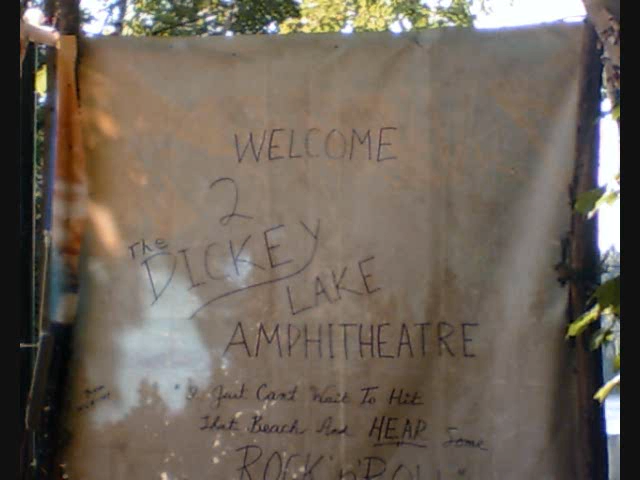 WELCOME
2
The DICKEY
LAKE
AMPHITHEATRE
"I Just Can't Wait To Hit
That Beach And HEAR Some
ROCK 'n' ROLL"